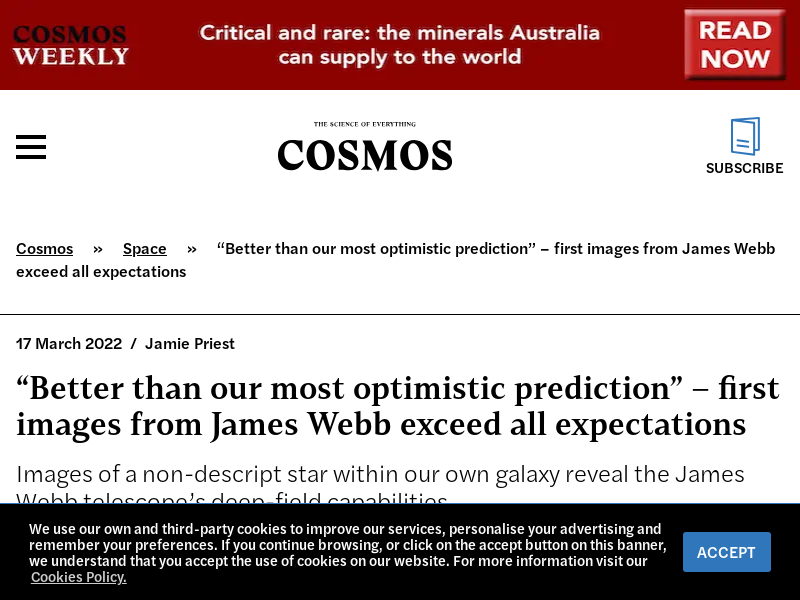 COSMOS
WEEKLY
Critical and rare: the minerals Australia
can supply to the world
READ
NOW
THE SCIENCE OF EVERYTHING
COSMOS
SUBSCRIBE
Cosmos » Space » “Better than our most optimistic prediction” – first images from James Webb
exceed all expectations
17 March 2022 / Jamie Priest
“Better than our most optimistic prediction” – first
images from James Webb exceed all expectations
Images of a non-descript star within our own galaxy reveal the James
Webb telescope’s deep-field capabilities
We use our own and third-party cookies to improve our services, personalise your advertising and
remember your preferences. If you continue browsing, or click on the accept button on this banner,
we understand that you accept the use of cookies on our website. For more information visit our
Cookies Policy.
ACCEPT